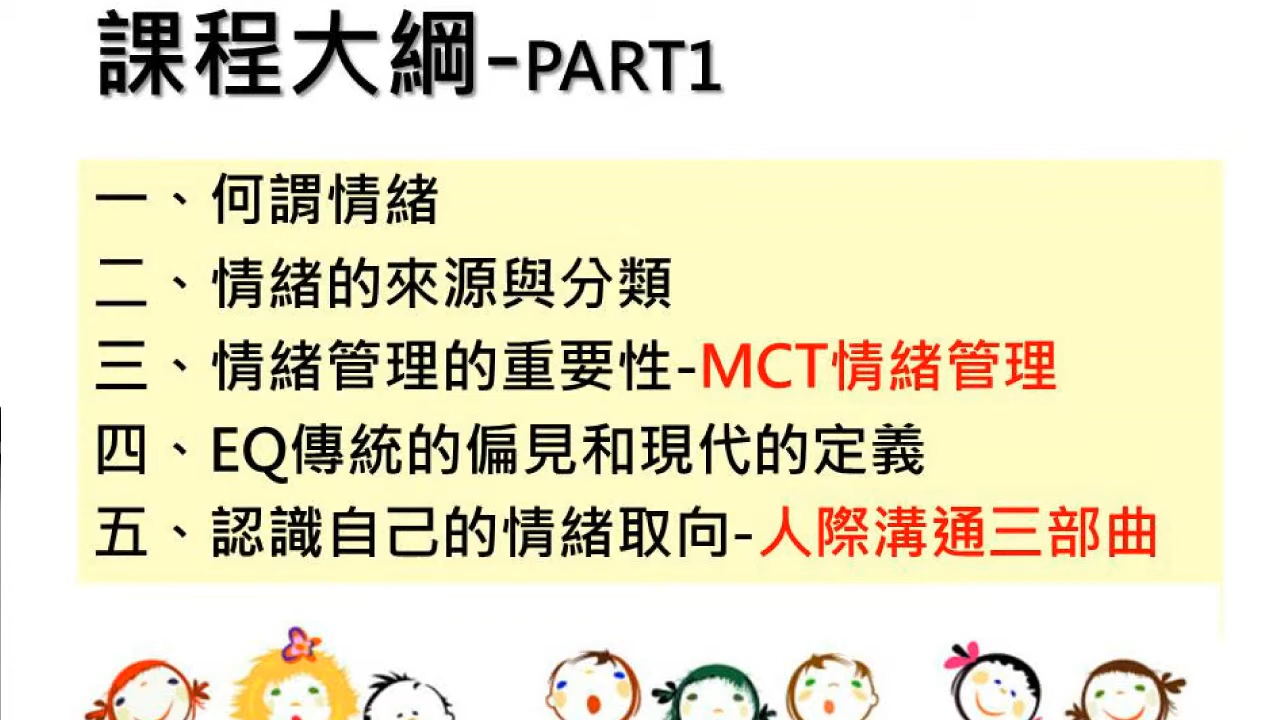 課程大綱-PART1
一、何謂情緒
二、情緒的來源與分類
三、情緒管理的重要性-MCT情緒管理
四、EQ傳統的偏見和現代的定義
五、認識自己的情緒取向-人際溝通三部曲